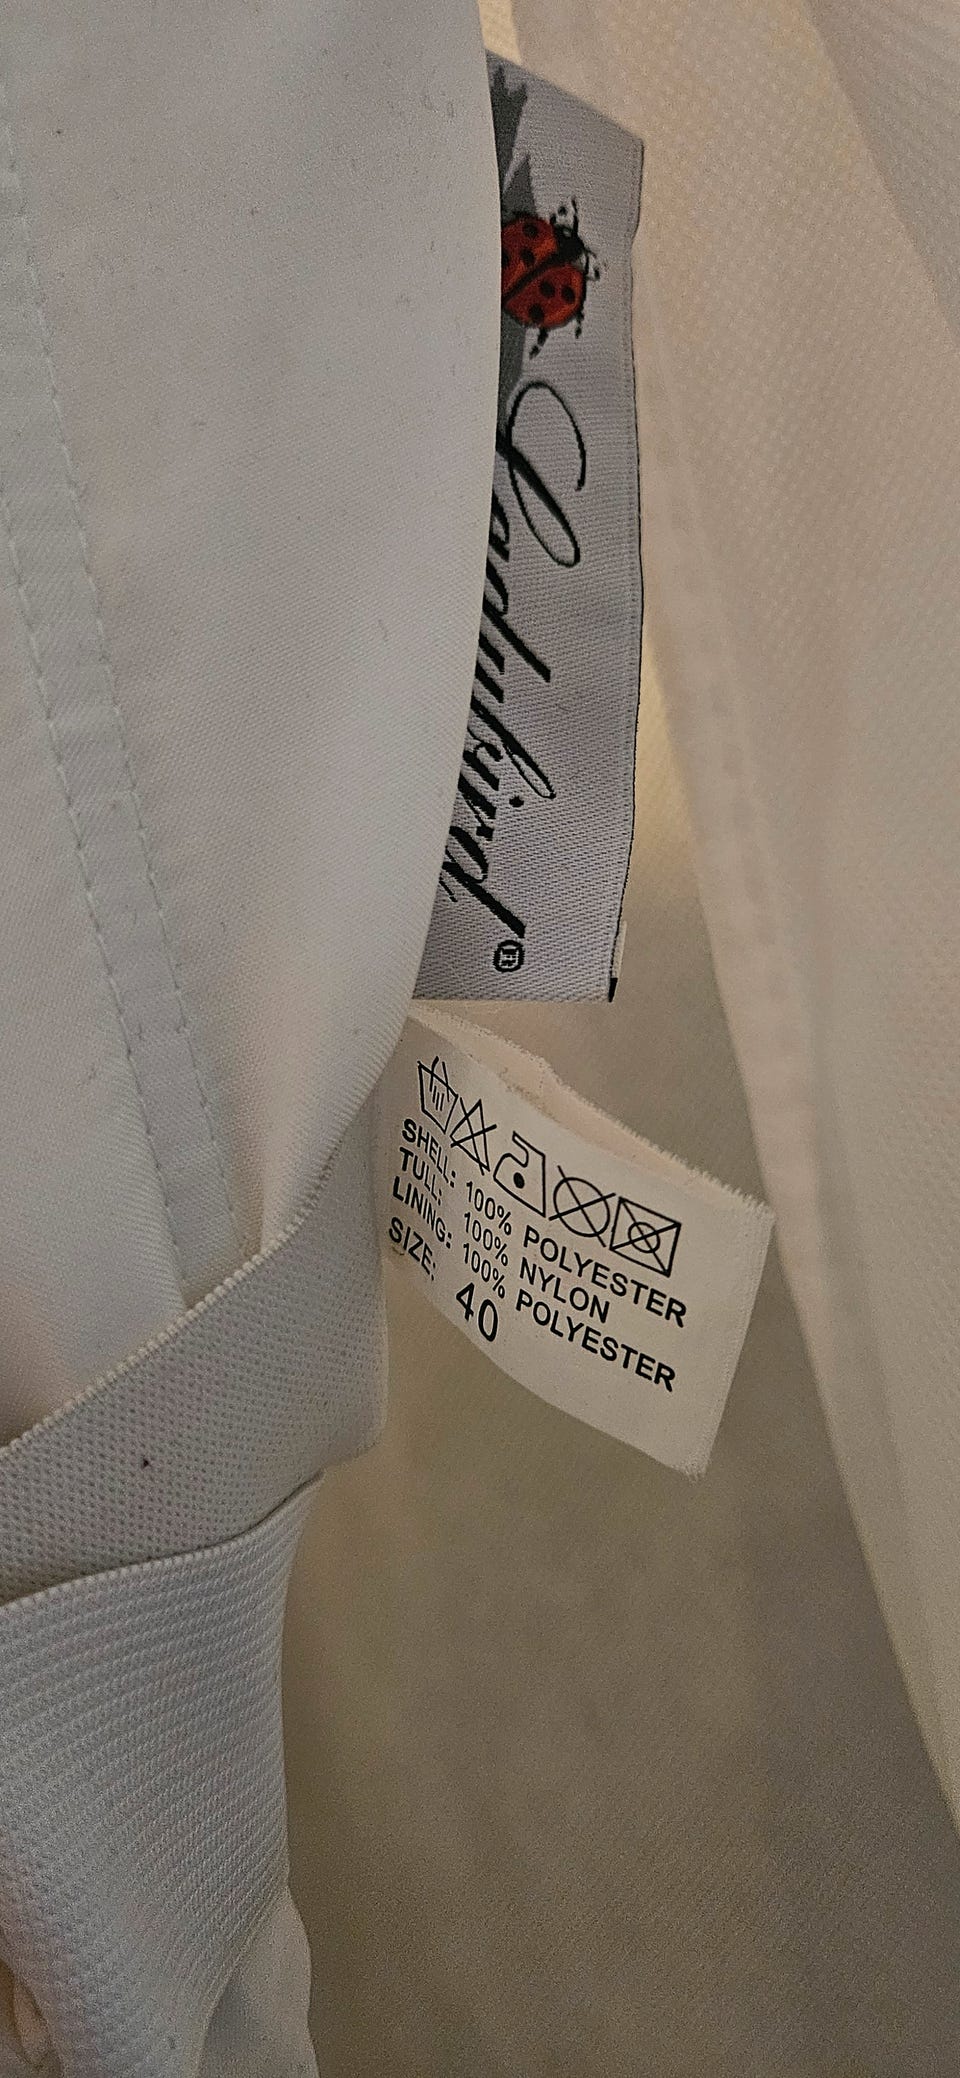 Ladybird®
SHELL: 100% POLYESTER
TULL: 100% NYLON
LINING: 100% POLYESTER
SIZE: 40